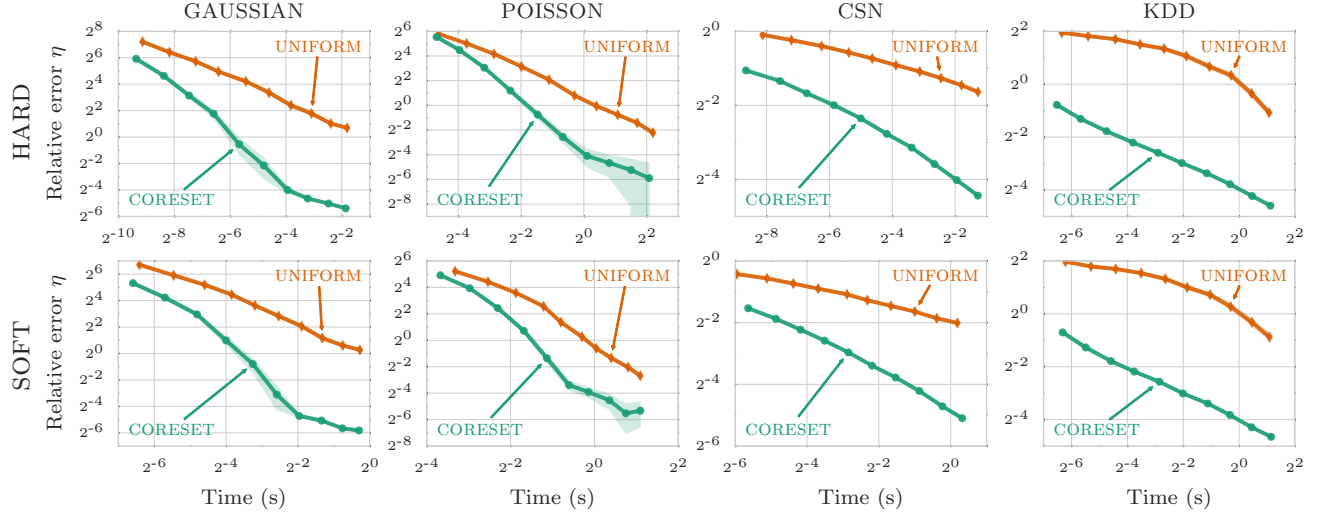 GAUSSIAN POISSON CSN KDD
HARD
Relative error η
2^8
2^6
2^4
2^2
2^0
2^-2
2^-4
2^-6
UNIFORM
CORESET
2^-10 2^-8 2^-6 2^-4 2^-2
2^6
2^4
2^2
2^0
2^-2
2^-4
2^-6
2^-8
UNIFORM
CORESET
2^-4 2^-2 2^0 2^2
2^0
2^-2
2^-4
UNIFORM
CORESET
2^-8 2^-6 2^-4 2^-2
2^2
2^0
2^-2
2^-4
UNIFORM
CORESET
2^-6 2^-4 2^-2 2^0 2^2
SOFT
Relative error η
2^6
2^4
2^2
2^0
2^-2
2^-4
2^-6
UNIFORM
CORESET
2^-6 2^-4 2^-2 2^0
Time (s)
2^6
2^4
2^2
2^0
2^-2
2^-4
2^-6
2^-8
UNIFORM
CORESET
2^-4 2^-2 2^0 2^2
Time (s)
2^0
2^-2
2^-4
2^-6
UNIFORM
CORESET
2^-6 2^-4 2^-2 2^0
Time (s)
2^2
2^0
2^-2
2^-4
UNIFORM
CORESET
2^-6 2^-4 2^-2 2^0 2^2
Time (s)